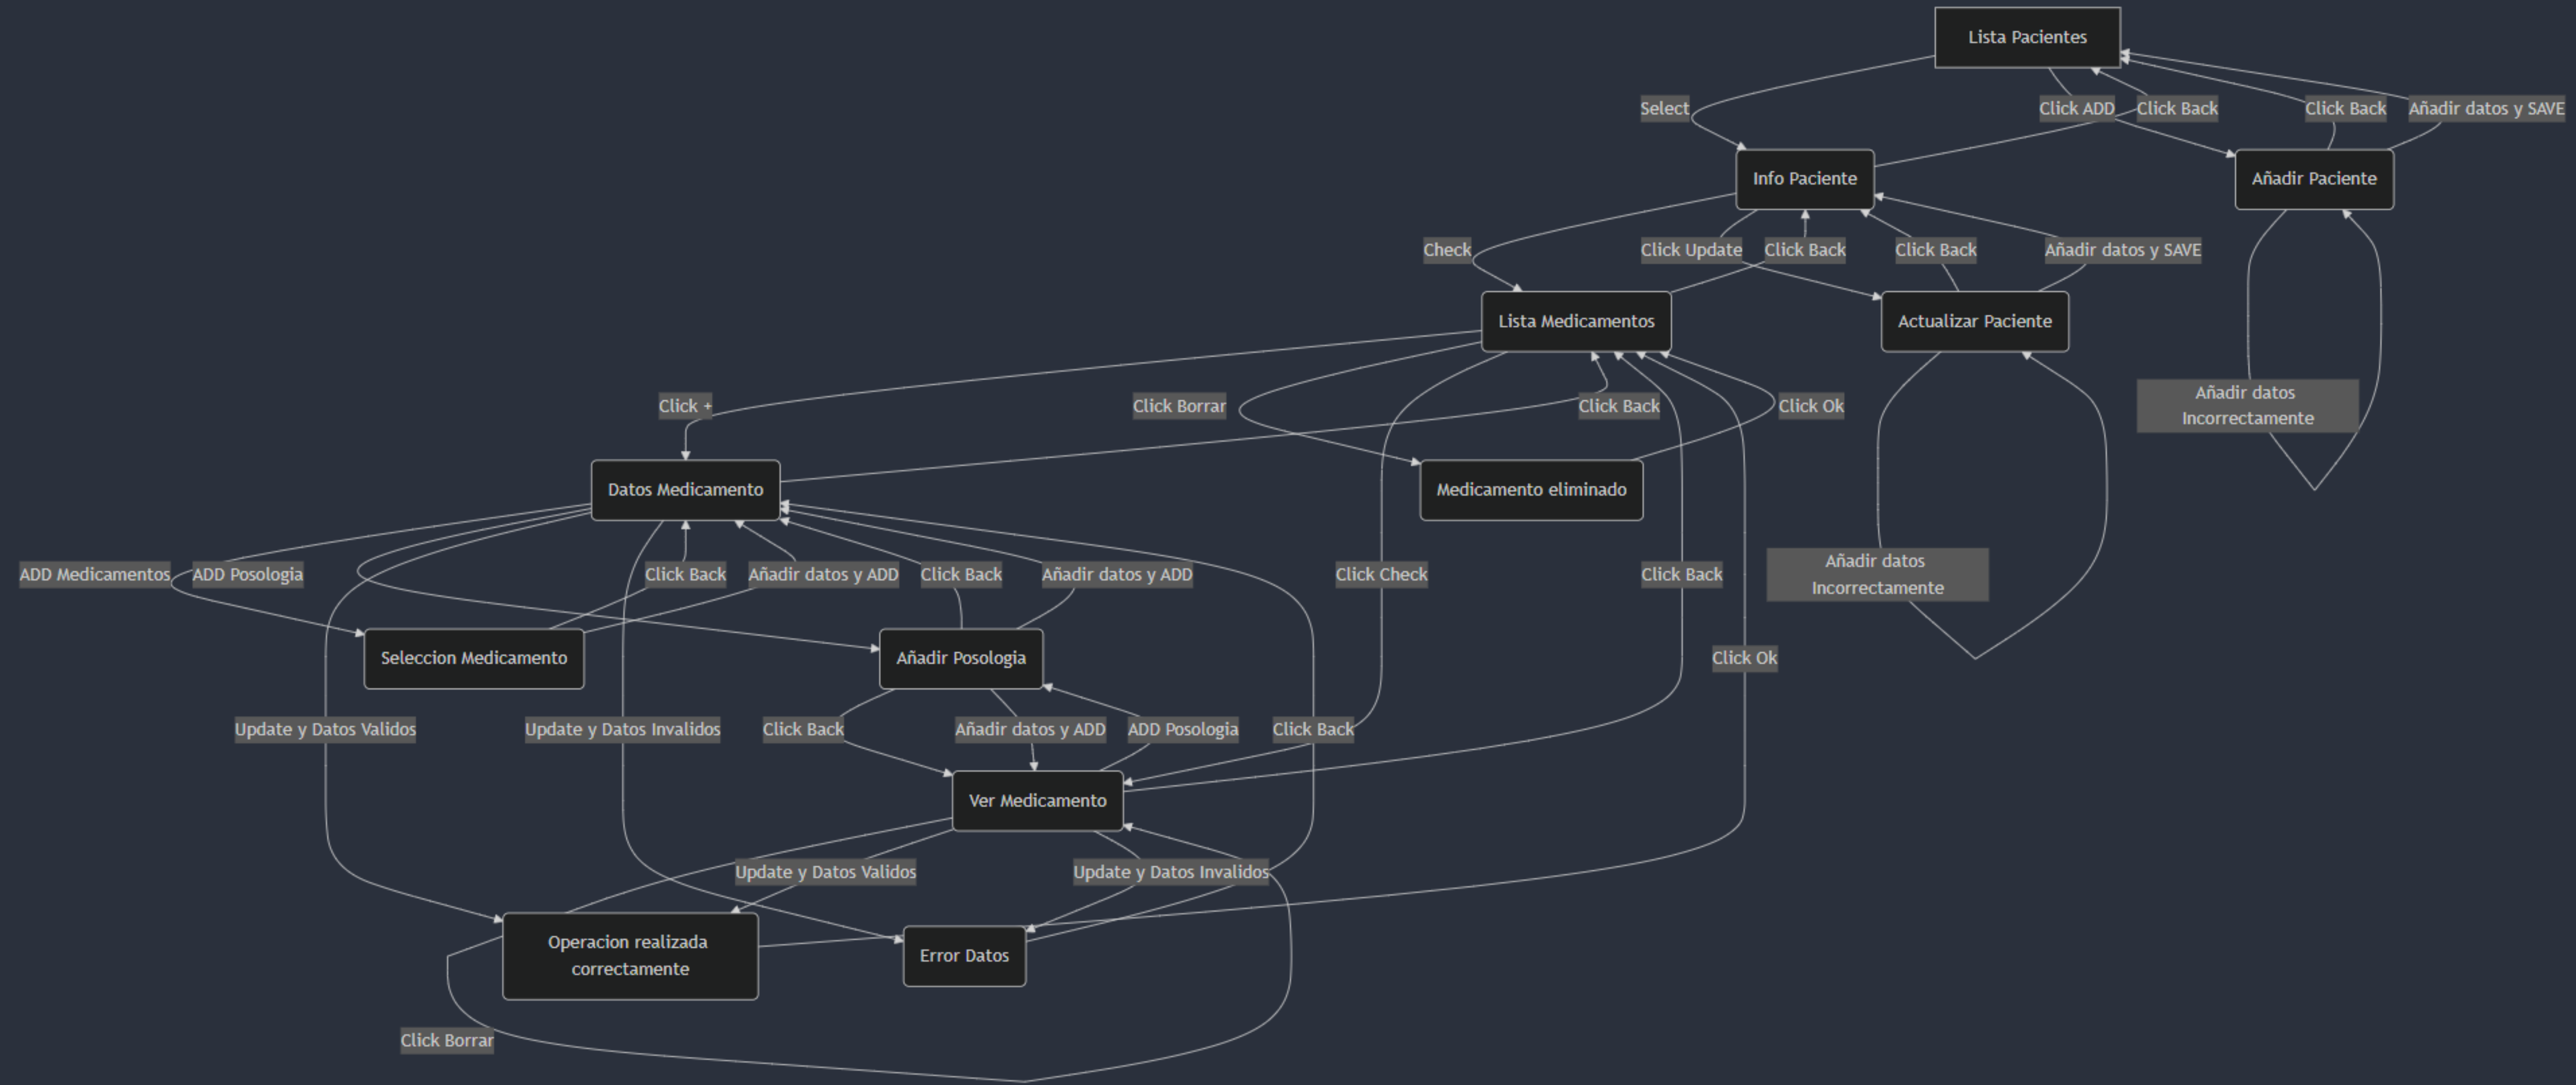 Lista Pacientes
Select
Click ADD
Click Back
Click Back
Añadir datos y SAVE
Info Paciente
Añadir Paciente
Check
Click Update
Click Back
Click Back
Añadir datos y SAVE
Lista Medicamentos
Actualizar Paciente
Click +
Click Borrar
Click Back
Click Ok
Añadir datos
Incorrectamente
Datos Medicamento
Medicamento eliminado
ADD Medicamentos
ADD Posologia
Click Back
Añadir datos y ADD
Click Back
Añadir datos y ADD
Click Check
Click Back
Añadir datos
Incorrectamente
Seleccion Medicamento
Añadir Posologia
Click Ok
Update y Datos Validos
Update y Datos Invalidos
Click Back
Añadir datos y ADD
ADD Posologia
Click Back
Ver Medicamento
Update y Datos Validos
Update y Datos Invalidos
Operacion realizada
correctamente
Error Datos
Click Borrar